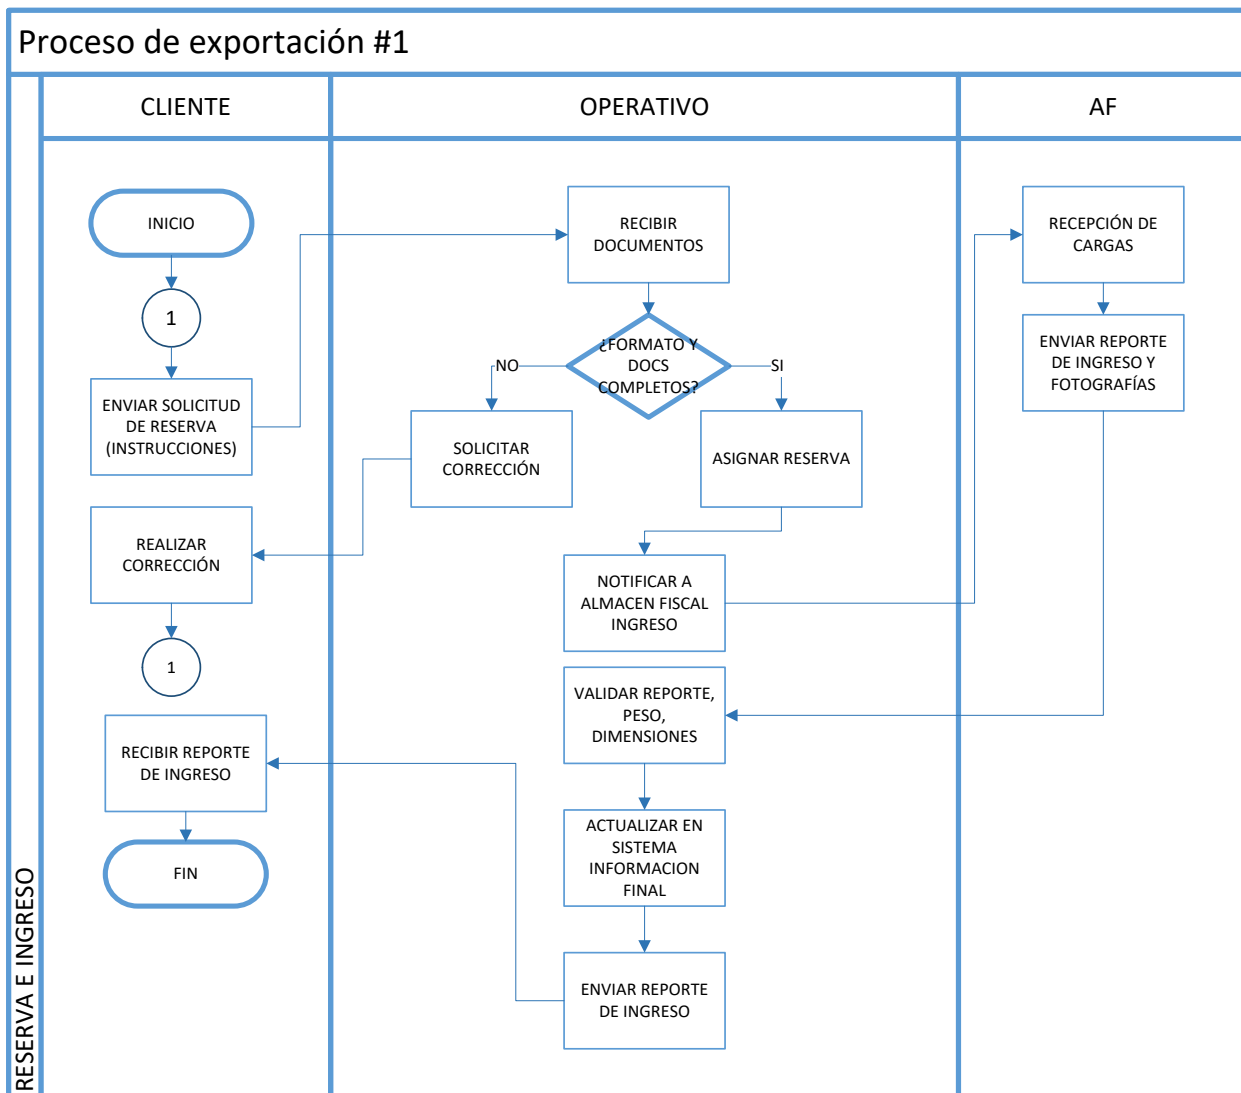 Proceso de exportación #1
CLIENTE
OPERATIVO
AF
RESERVA E INGRESO
INICIO
1
ENVIAR SOLICITUD
DE RESERVA
(INSTRUCCIONES)
REALIZAR
CORRECCIÓN
1
RECIBIR REPORTE
DE INGRESO
FIN
RECIBIR
DOCUMENTOS
¿FORMATO Y
DOCS
COMPLETOS?
NO
SI
SOLICITAR
CORRECCIÓN
ASIGNAR RESERVA
NOTIFICAR A
ALMACEN FISCAL
INGRESO
VALIDAR REPORTE,
PESO,
DIMENSIONES
ACTUALIZAR EN
SISTEMA
INFORMACION
FINAL
ENVIAR REPORTE
DE INGRESO
RECEPCIÓN DE
CARGAS
ENVIAR REPORTE
DE INGRESO Y
FOTOGRAFÍAS